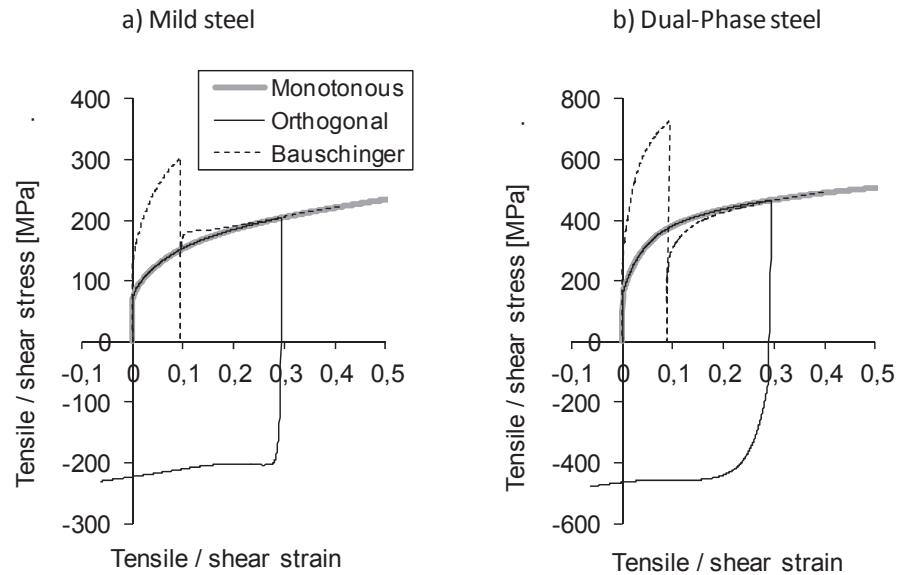 a) Mild steel
Tensile / shear stress [MPa]
400
300
200
100
0
-100
-200
-300
-0,1 0 0,1 0,2 0,3 0,4 0,5
Tensile / shear strain
Monotonous
Orthogonal
Bauschinger
b) Dual-Phase steel
Tensile / shear stress [MPa]
800
600
400
200
0
-200
-400
-600
-0,1 0 0,1 0,2 0,3 0,4 0,5
Tensile / shear strain